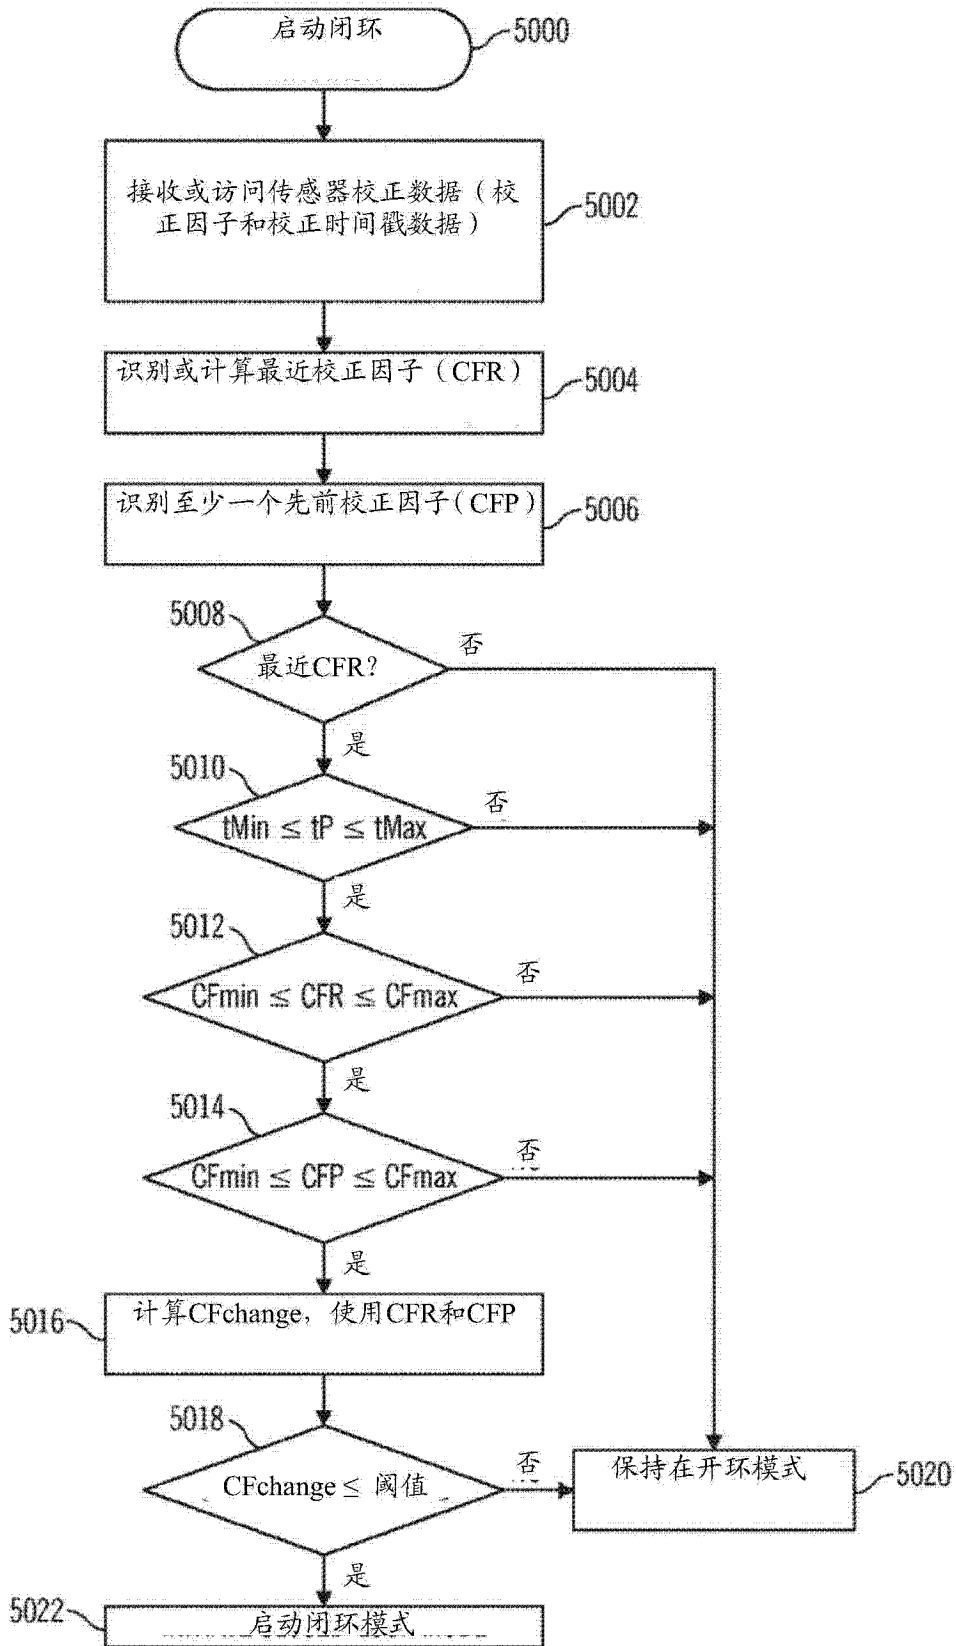 启动闭环
5000
接收或访问传感器校正数据(校
正因子和校正时间戳数据)
5002
识别或计算最近校正因子(CFR)
5004
识别至少一个先前校正因子(CFP)
5006
5008
最近CFR?
否
是
5010
tMin ≤ tP ≤ tMax
否
是
5012
CFmin ≤ CFR ≤ CFmax
否
是
5014
CFmin ≤ CFP ≤ CFmax
否
是
5016
计算CFchange, 使用CFR和CFP
5018
CFchange ≤ 阈值
否
保持在开环模式
5020
是
5022
启动闭环模式